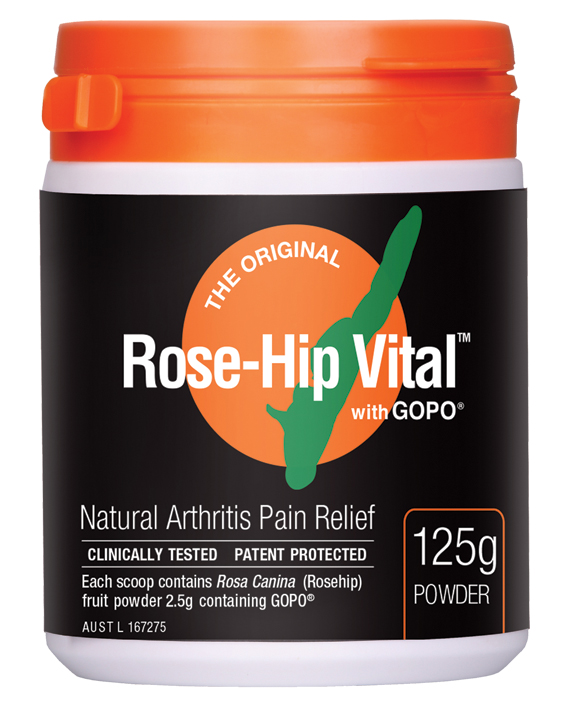 THE ORIGINAL
Rose-Hip Vital™
with GOPO®
Natural Arthritis Pain Relief
CLINICALLY TESTED PATENT PROTECTED
Each scoop contains Rosa Canina (Rosehip)
fruit powder 2.5g containing GOPO®
AUST L 167275
125g
POWDER